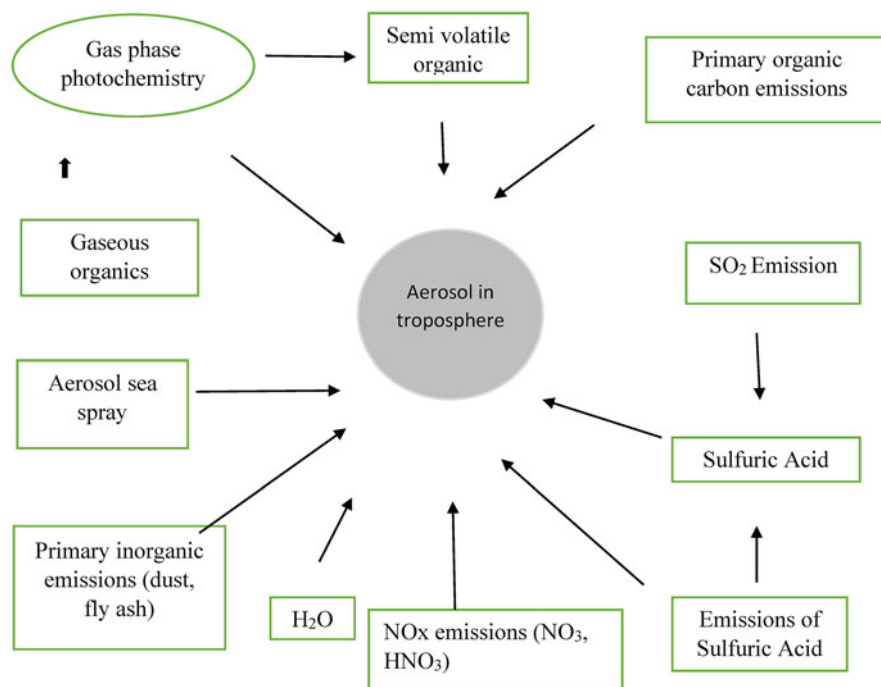 Gas phase
photochemistry
Semi volatile
organic
Primary organic
carbon emissions
Gaseous
organics
SO₂ Emission
Aerosol in
troposphere
Aerosol sea
spray
Sulfuric Acid
Primary inorganic
emissions (dust,
fly ash)
H₂O
NOx emissions (NO₃,
HNO₃)
Emissions of
Sulfuric Acid